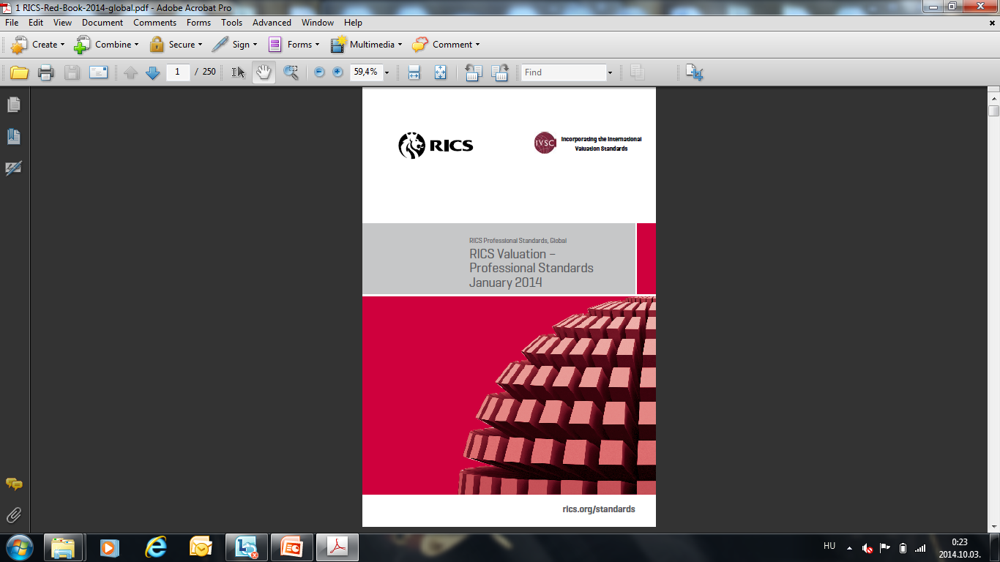 1 RICS-Red-Book-2014-global.pdf - Adobe Acrobat Pro
File Edit View Document Comments Forms Tools Advanced Window Help
Create Combine Secure Sign Forms Multimedia Comment
1 / 250 59,4% Find
RICS
IVSC
Incorporating the International
Valuation Standards
RICS Professional Standards, Global
RICS Valuation –
Professional Standards
January 2014
rics.org/standards
HU
0:23
2014.10.03.